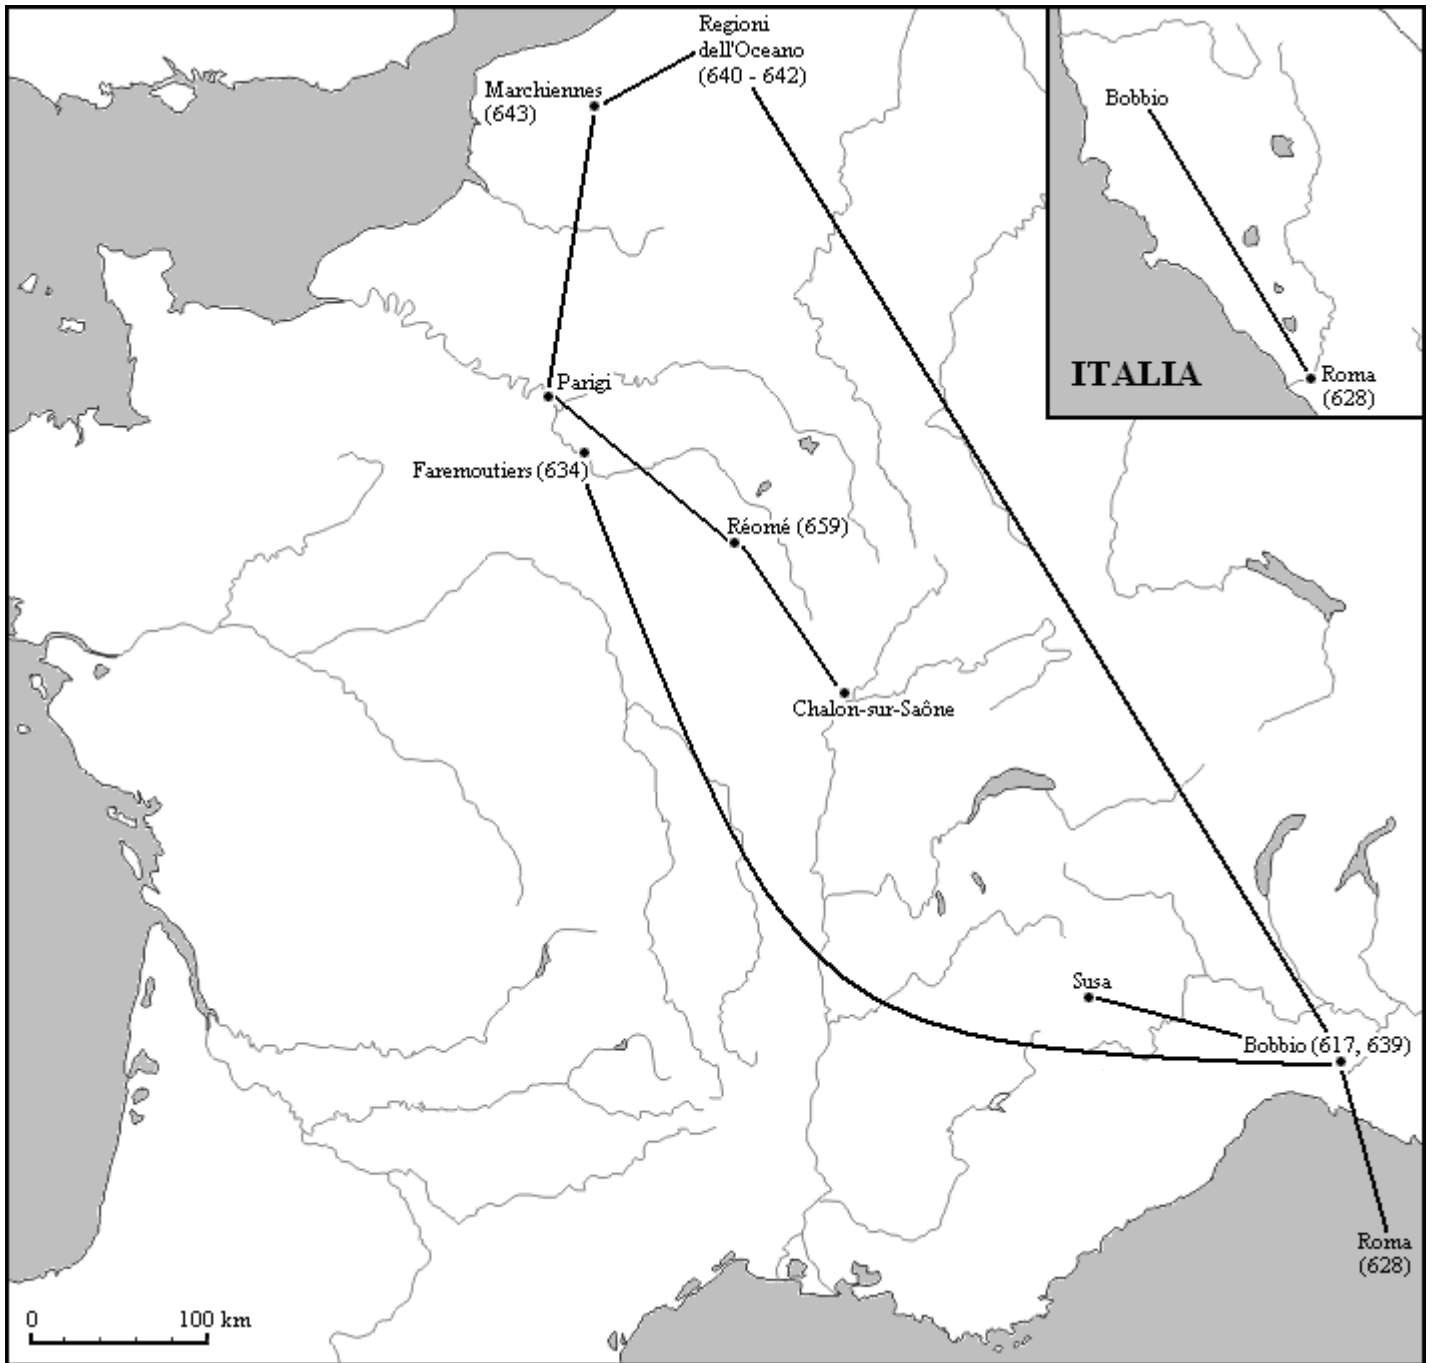 Regioni
dell'Oceano
(640 - 642)
Marchiennes
(643)
Bobbio
ITALIA
Roma
(628)
Parigi
Faremoutiers (634)
Réomé (659)
Chalon-sur-Saône
Susa
Bobbio (617, 639)
Roma
(628)
0 100 km